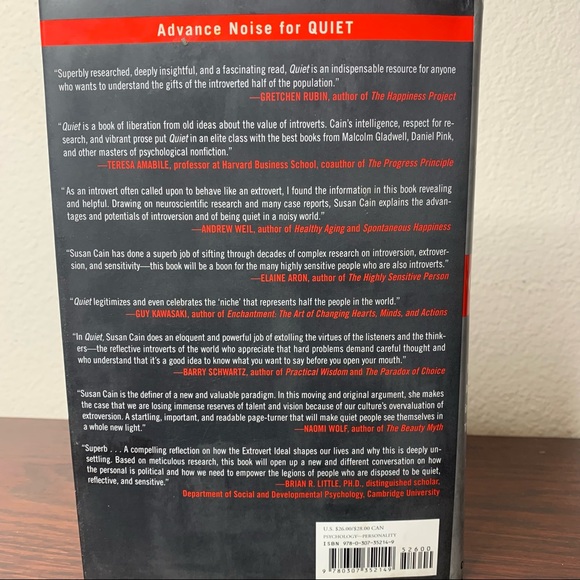 Advance Noise for QUIET
“Superbly researched, deeply insightful, and a fascinating read, Quiet is an indispensable resource for anyone
who wants to understand the gifts of the introverted half of the population.”
—GRETCHEN RUBIN, author of The Happiness Project
“Quiet is a book of liberation from old ideas about the value of introverts. Cain’s intelligence, respect for re-
search, and vibrant prose put Quiet in an elite class with the best books from Malcolm Gladwell, Daniel Pink,
and other masters of psychological nonfiction.”
—TERESA AMABILE, professor at Harvard Business School, coauthor of The Progress Principle
“As an introvert often called upon to behave like an extrovert, I found the information in this book revealing
and helpful. Drawing on neuroscientific research and many case reports, Susan Cain explains the advan-
tages and potentials of introversion and of being quiet in a noisy world.”
—ANDREW WEIL, author of Healthy Aging and Spontaneous Happiness
“Susan Cain has done a superb job of sifting through decades of complex research on introversion, extrover-
sion, and sensitivity—this book will be a boon for the many highly sensitive people who are also introverts.”
—ELAINE ARON, author of The Highly Sensitive Person
“Quiet legitimizes and even celebrates the ‘niche’ that represents half the people in the world.”
—GUY KAWASAKI, author of Enchantment: The Art of Changing Hearts, Minds, and Actions
“In Quiet, Susan Cain does an eloquent and powerful job of extolling the virtues of the listeners and the think-
ers—the reflective introverts of the world who appreciate that hard problems demand careful thought and
who understand that it’s a good idea to know what you want to say before you open your mouth.”
—BARRY SCHWARTZ, author of Practical Wisdom and The Paradox of Choice
“Susan Cain is the definer of a new and valuable paradigm. In this moving and original argument, she makes
the case that we are losing immense reserves of talent and vision because of our culture’s overvaluation of
extroversion. A startling, important, and readable page-turner that will make quiet people see themselves in
a whole new light.”
—NAOMI WOLF, author of The Beauty Myth
“Superb . . . A compelling reflection on how the Extrovert Ideal shapes our lives and why this is deeply un-
settling. Based on meticulous research, this book will open up a new and different conversation on how
the personal is political and how we need to empower the legions of people who are disposed to be quiet,
reflective, and sensitive.”
—BRIAN R. LITTLE, PH.D., distinguished scholar,
Department of Social and Developmental Psychology, Cambridge University
U.S. $26.00/$28.00 CAN
PSYCHOLOGY—PERSONALITY
ISBN 978-0-307-35214-9
52600
9 780307 352149